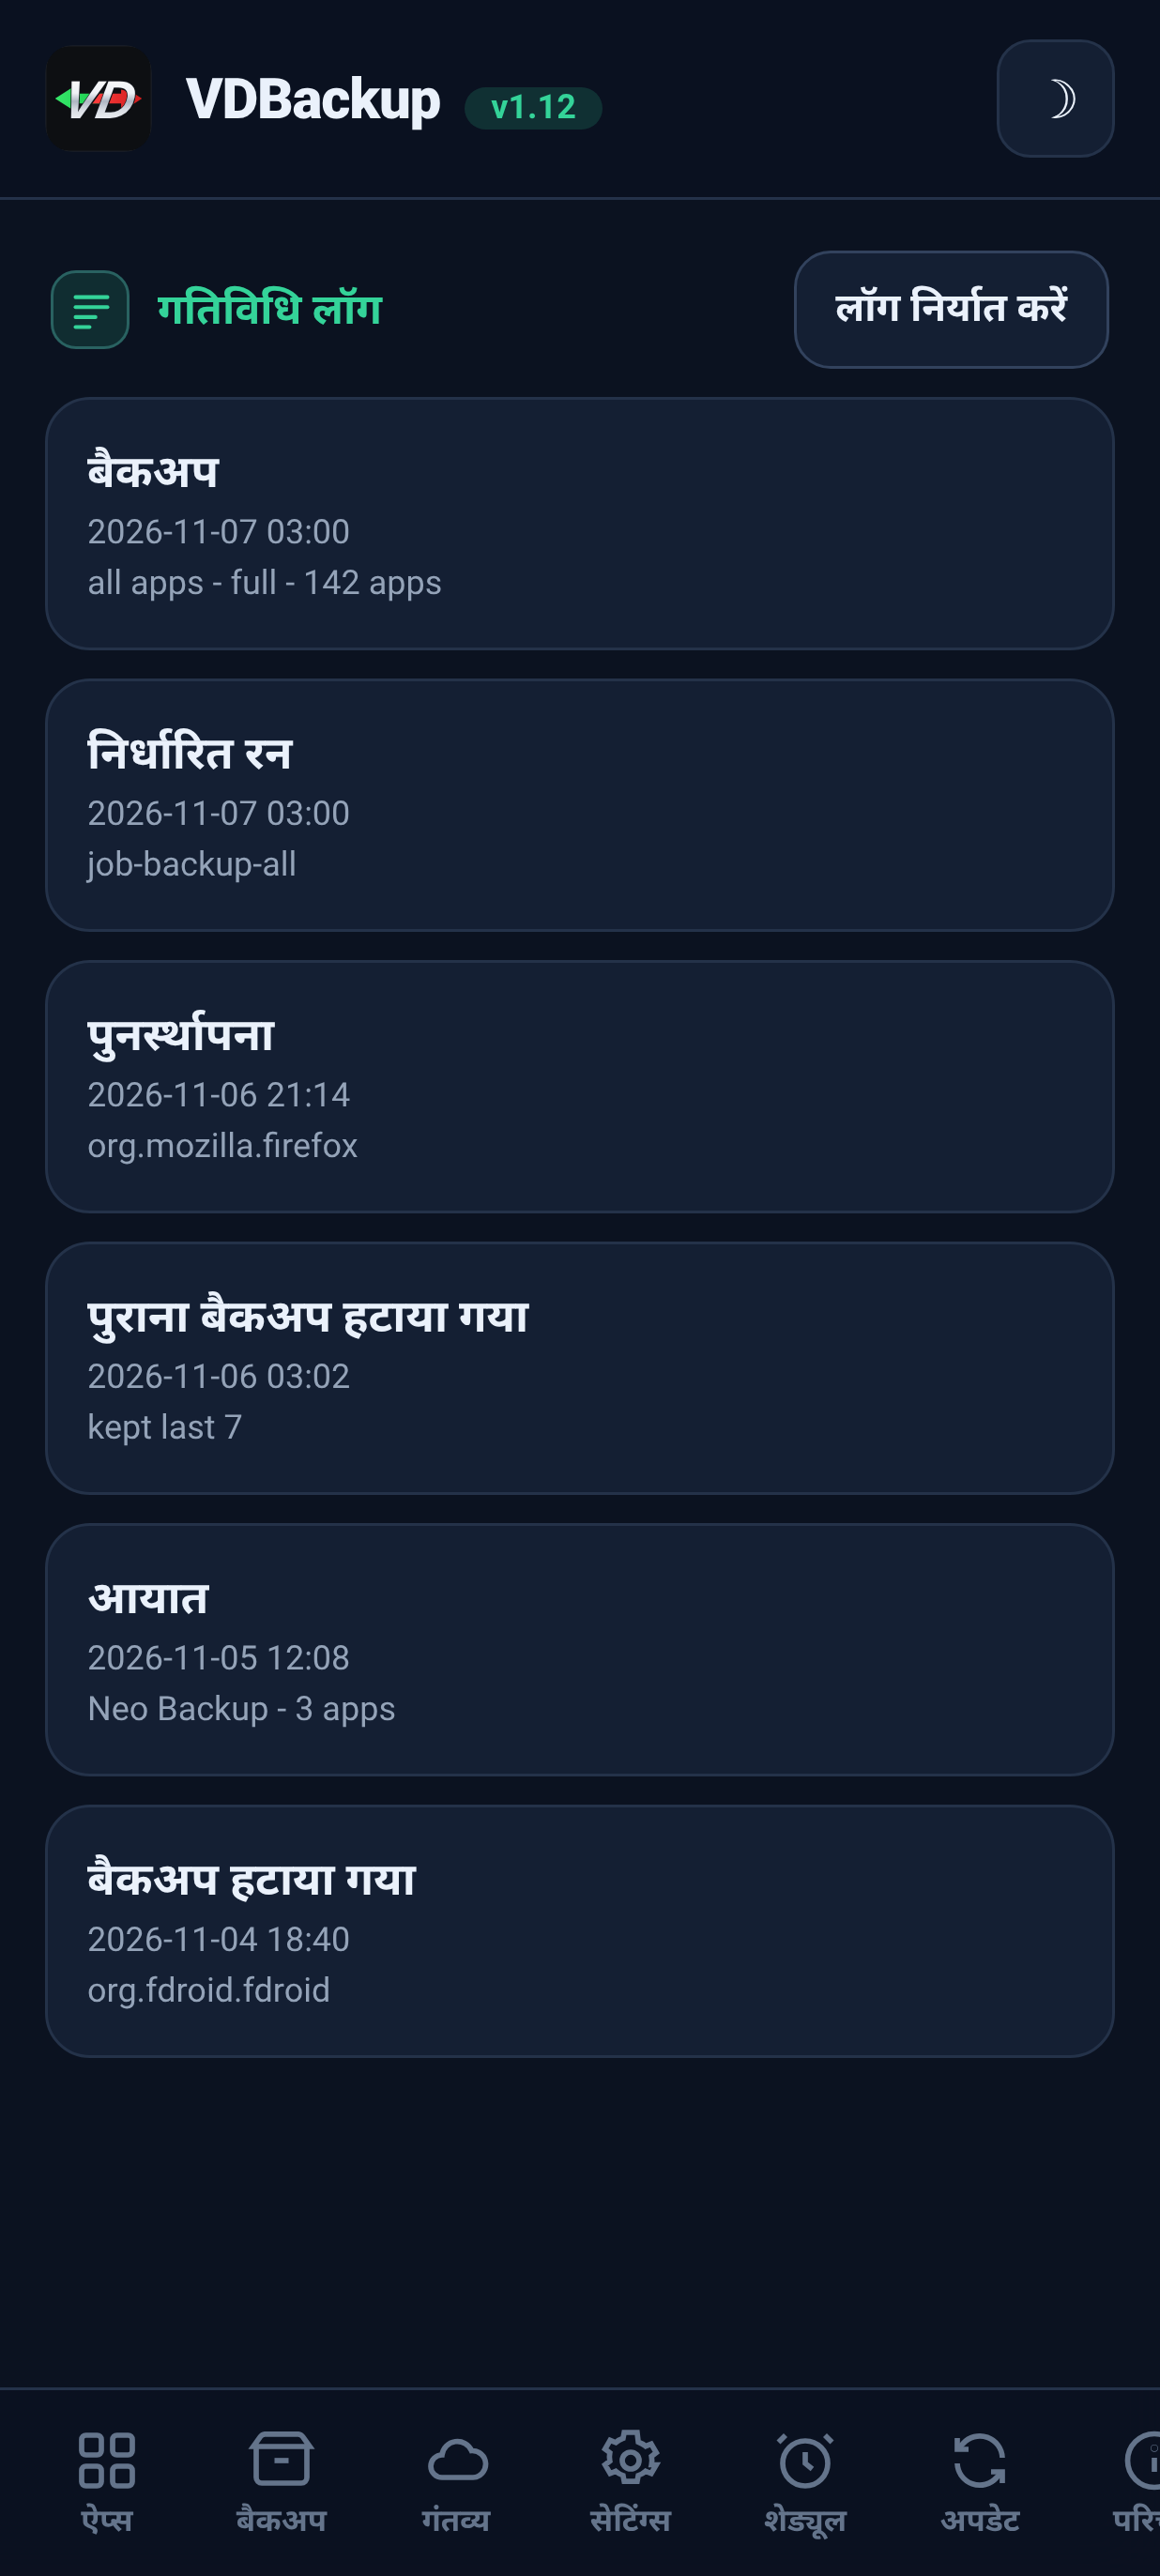 VD
VDBackup v1.12
गतिविधि लॉग
लॉग निर्यात करें
बैकअप
2026-11-07 03:00
all apps - full - 142 apps
निर्धारित रन
2026-11-07 03:00
job-backup-all
पुनर्स्थापना
2026-11-06 21:14
org.mozilla.firefox
पुराना बैकअप हटाया गया
2026-11-06 03:02
kept last 7
आयात
2026-11-05 12:08
Neo Backup - 3 apps
बैकअप हटाया गया
2026-11-04 18:40
org.fdroid.fdroid
ऐप्स बैकअप गंतव्य सेटिंग्स शेड्यूल अपडेट